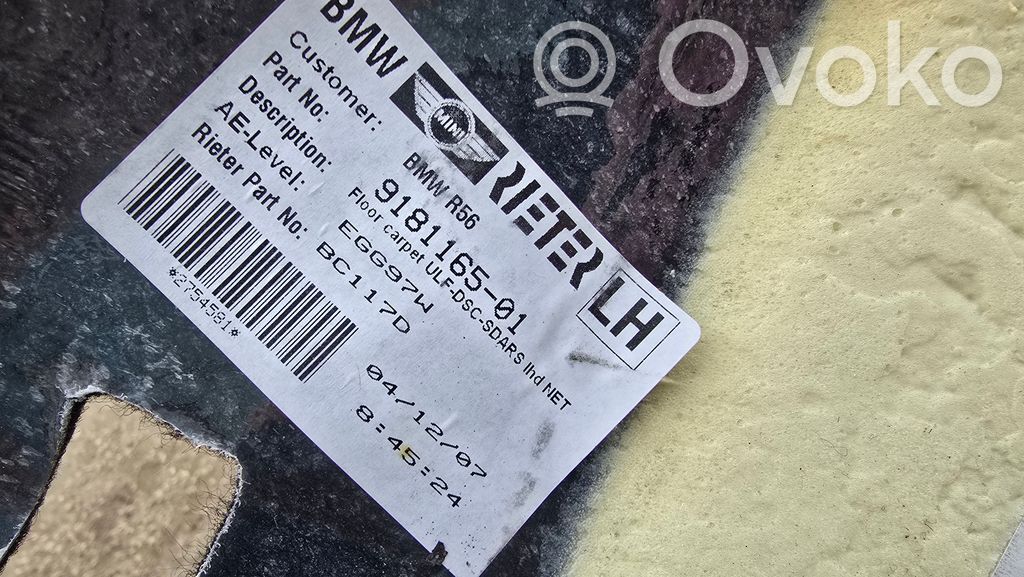 BMW
MINI
RIETER
LH
Customer: BMW R56
Part No: 9181165-01
Description: Floor carpet ULF-DSC-SDARS lhd NET
AE-Level: EGG97W
Rieter Part No: BC117D
*2754581*
04/12/07
8:45:24
Ovoko